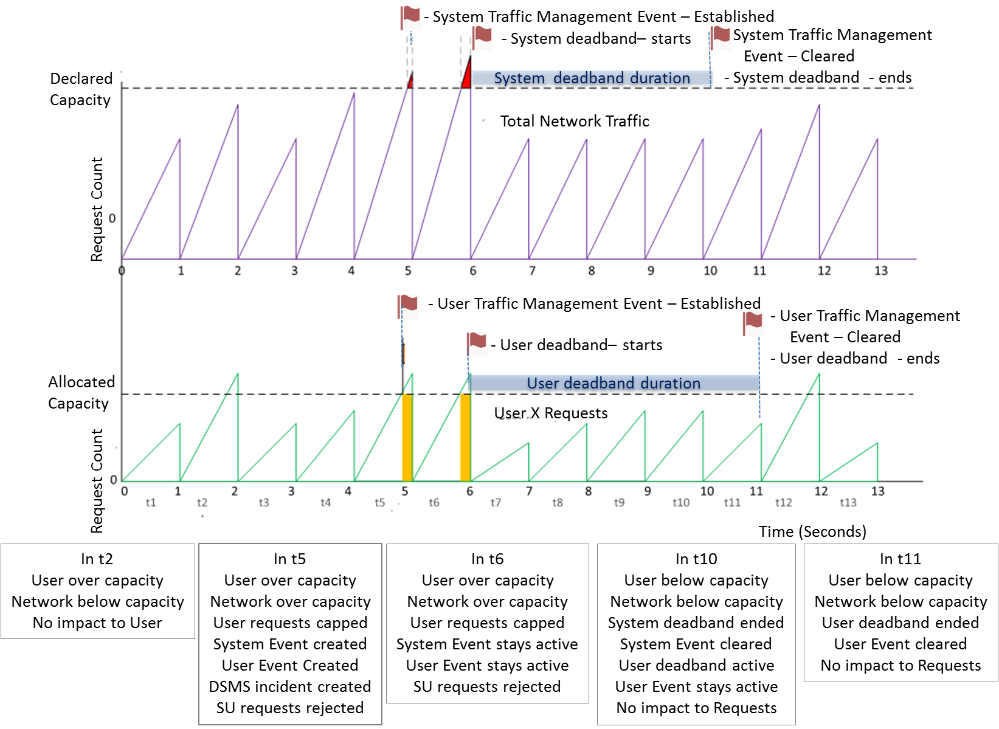 - System Traffic Management Event – Established
- System deadband– starts
System Traffic Management
Event – Cleared
- System deadband - ends
Declared
Capacity
System deadband duration
Total Network Traffic
Request Count
0
0 1 2 3 4 5 6 7 8 9 10 11 12 13
- User Traffic Management Event – Established
- User deadband– starts
- User Traffic Management
Event – Cleared
- User deadband - ends
Allocated
Capacity
User deadband duration
User X Requests
Request Count
0
0 1 2 3 4 5 6 7 8 9 10 11 12 13
t1 t2 t3 t4 t5 t6 t7 t8 t9 t10 t11 t12 t13
Time (Seconds)
In t2
User over capacity
Network below capacity
No impact to User
In t5
User over capacity
Network over capacity
User requests capped
System Event created
User Event Created
DSMS incident created
SU requests rejected
In t6
User over capacity
Network over capacity
User requests capped
System Event stays active
User Event stays active
SU requests rejected
In t10
User below capacity
Network below capacity
System deadband ended
System Event cleared
User deadband active
User Event stays active
No impact to Requests
In t11
User below capacity
Network below capacity
User deadband ended
User Event cleared
No impact to Requests